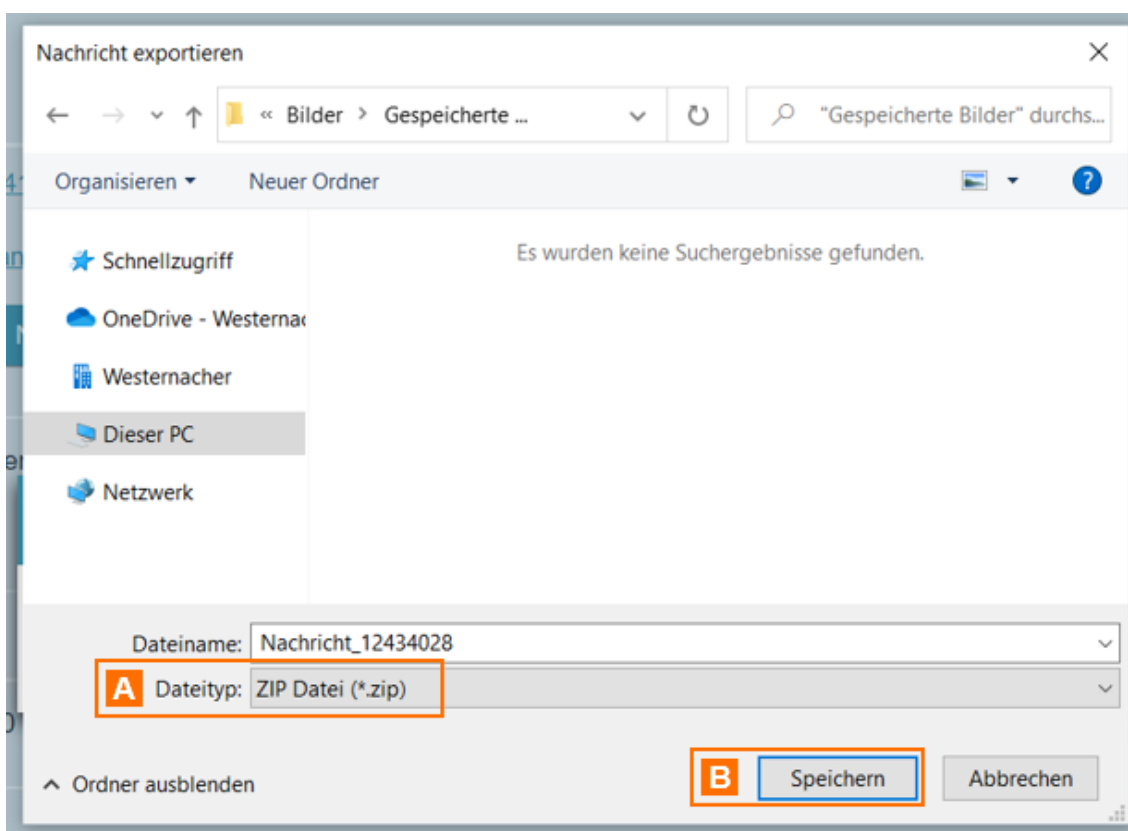 Nachricht exportieren
« Bilder > Gespeicherte ...
"Gespeicherte Bilder" durchs...
Organisieren Neuer Ordner
Es wurden keine Suchergebnisse gefunden.
Schnellzugriff
OneDrive - Westernac
Westernacher
Dieser PC
Netzwerk
Dateiname: Nachricht_12434028
A Dateityp: ZIP Datei (*.zip)
Ordner ausblenden
B Speichern Abbrechen